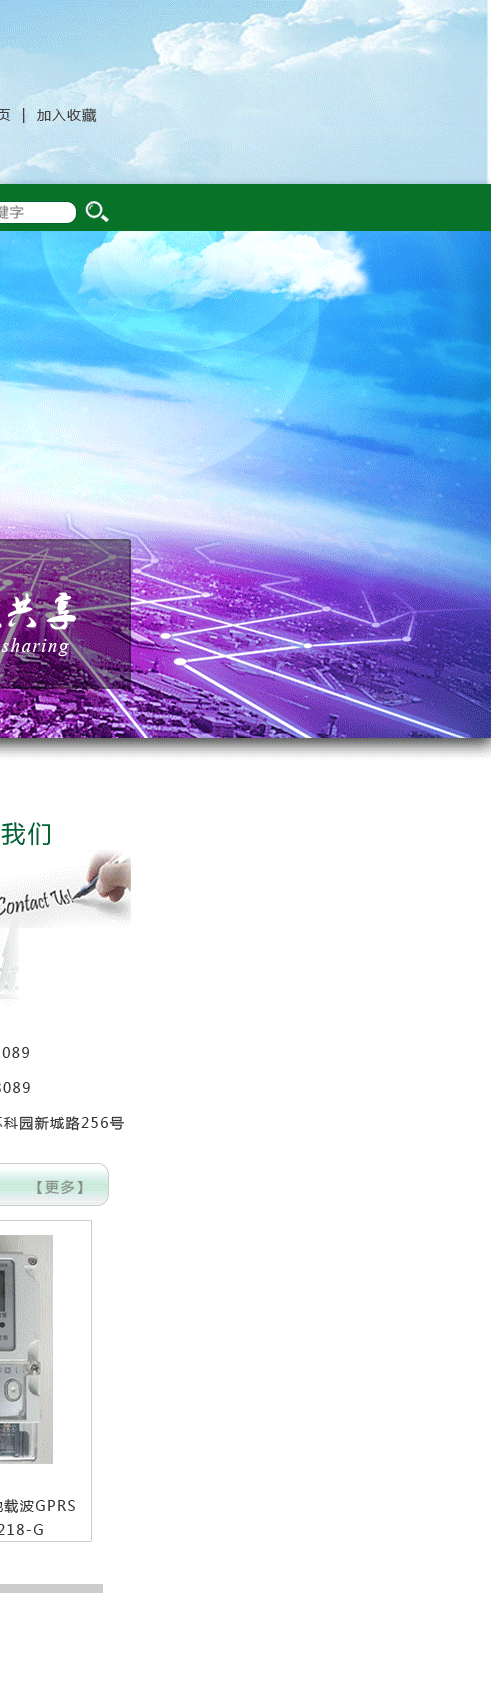 页 | 加入收藏
键字
共享
sharing
我们
Contact Us!
089
8089
科园新城路256号
【更多】
载波GPRS
218-G